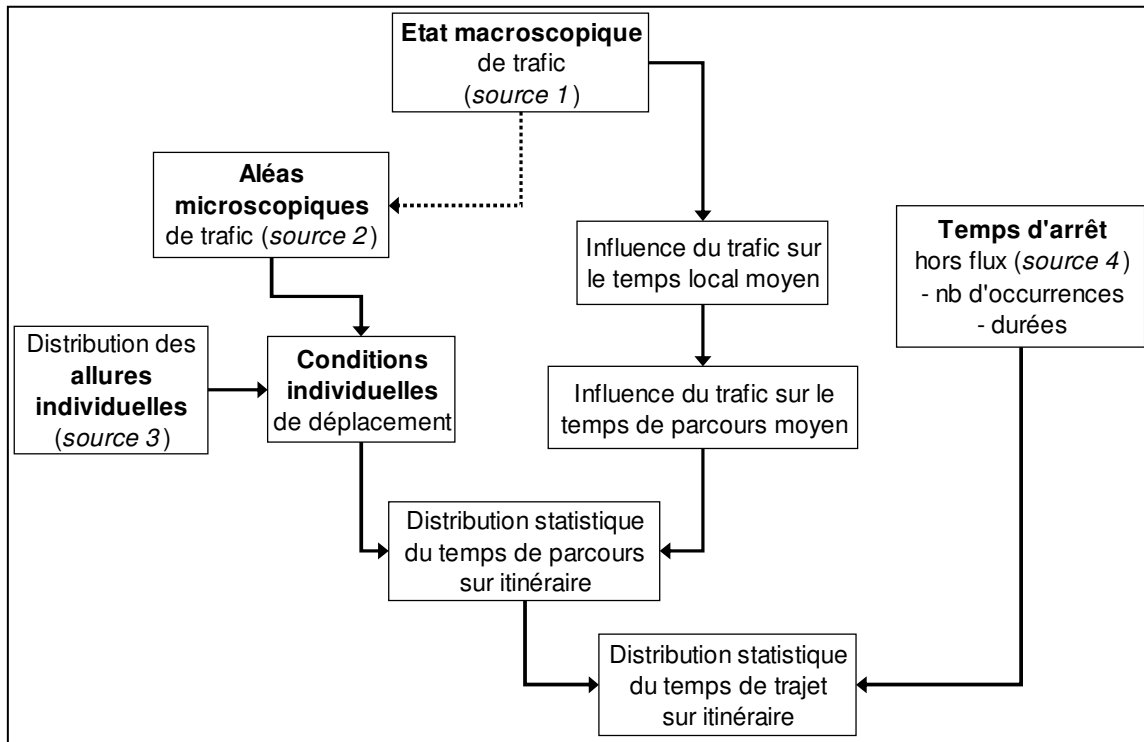 Etat macroscopique
de trafic
(source 1)
Aléas
microscopiques
de trafic (source 2)
Influence du trafic sur
le temps local moyen
Temps d'arrêt
hors flux (source 4)
- nb d'occurrences
- durées
Distribution des
allures
individuelles
(source 3)
Conditions
individuelles
de déplacement
Influence du trafic sur le
temps de parcours moyen
Distribution statistique
du temps de parcours
sur itinéraire
Distribution statistique
du temps de trajet
sur itinéraire